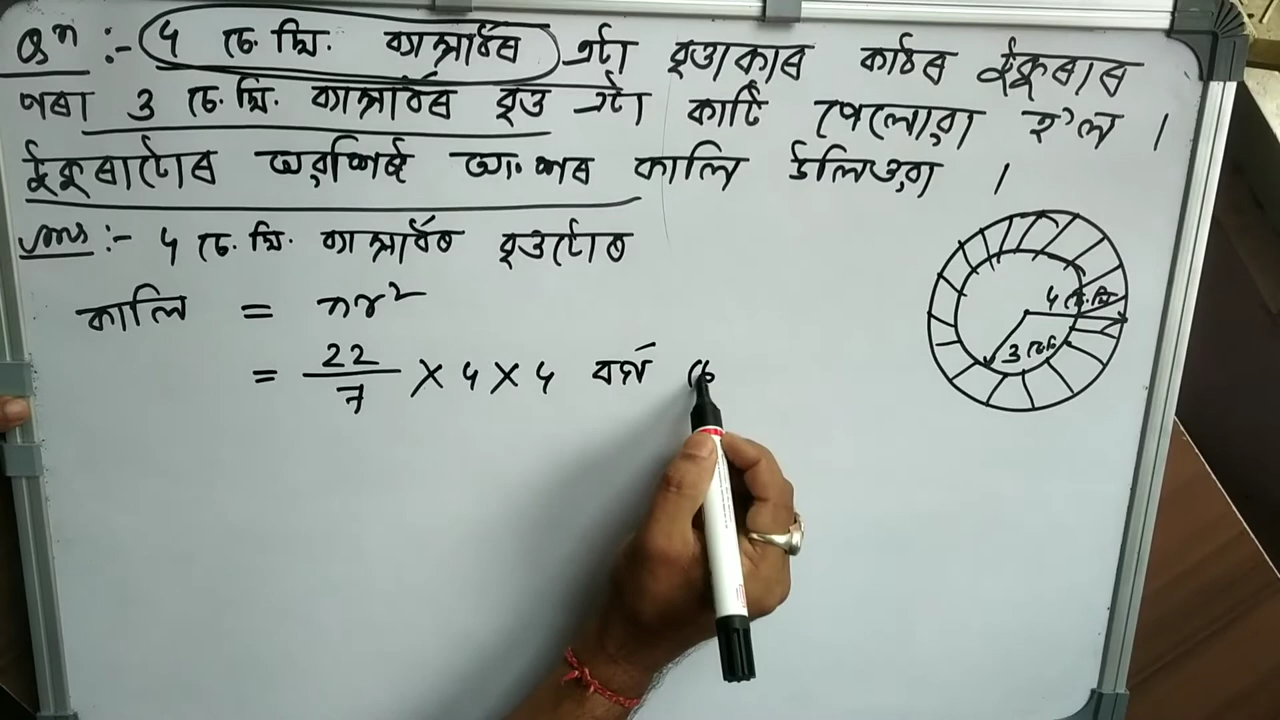 Qⁿ :- 4 চে.মি. ব্যাসাৰ্ধৰ এটা বৃত্তাকাৰ কাঠৰ টুকুৰাৰ
পৰা 3 চে.মি. ব্যাসাৰ্ধৰ বৃত্ত এটা কাটি পেলোৱা হ'ল ।
টুকুৰাটোৰ অৱশিষ্ট অংশৰ কালি উলিওৱা ।
Ans :- 4 চে.মি. ব্যাসাৰ্ধৰ বৃত্তটোৰ
কালি = πr²
= 22/7 × 4 × 4 বৰ্গ চে
4 চে.মি
3 চেমি